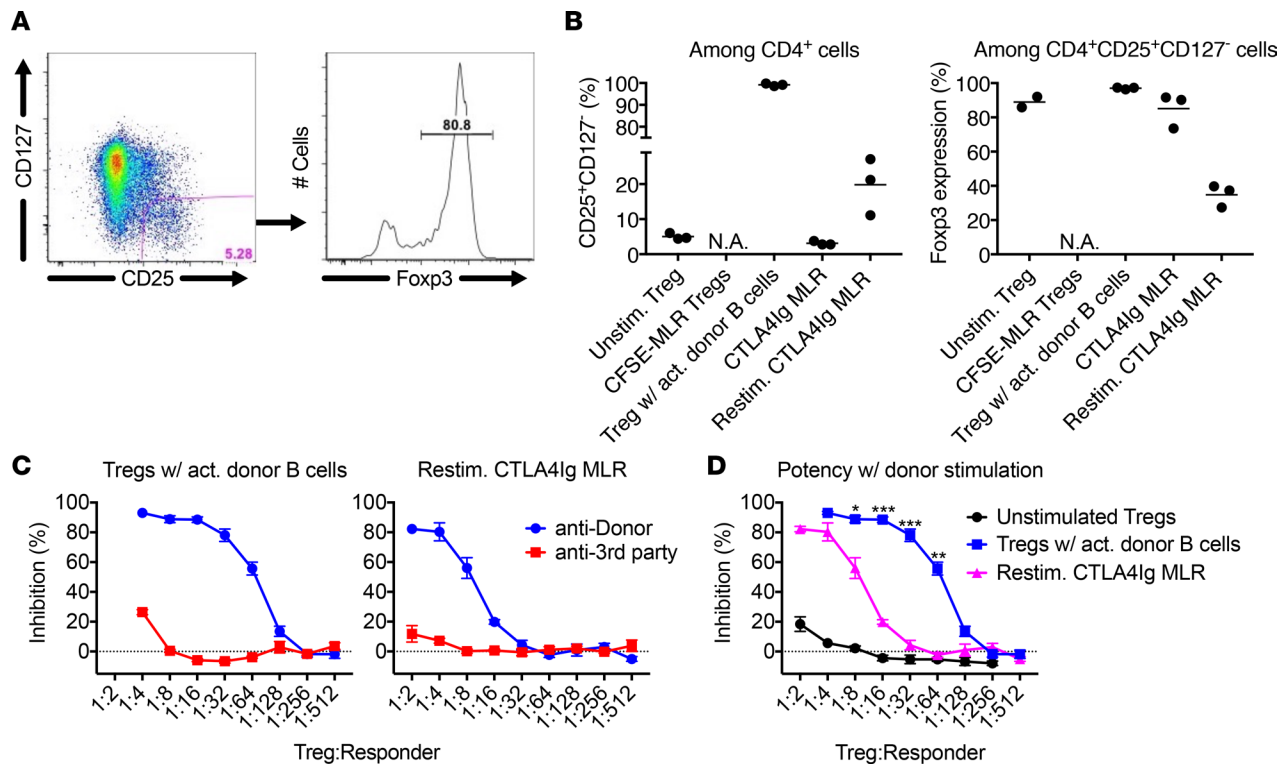 A
CD127
5.28
CD25
# Cells
80.8
Foxp3
B
Among CD4⁺ cells
CD25⁺CD127⁻ (%)
100
90
80
20
10
0
N.A.
Unstim. Treg
CFSE-MLR Tregs
Treg w/ act. donor B cells
CTLA4Ig MLR
Restim. CTLA4Ig MLR
Among CD4⁺CD25⁺CD127⁻ cells
Foxp3 expression (%)
100
80
60
40
20
0
N.A.
Unstim. Treg
CFSE-MLR Tregs
Treg w/ act. donor B cells
CTLA4Ig MLR
Restim. CTLA4Ig MLR
C
Tregs w/ act. donor B cells
Inhibition (%)
100
80
60
40
20
0
1:2
1:4
1:8
1:16
1:32
1:64
1:128
1:256
1:512
Restim. CTLA4Ig MLR
100
80
60
40
20
0
1:2
1:4
1:8
1:16
1:32
1:64
1:128
1:256
1:512
anti-Donor
anti-3rd party
Treg:Responder
D
Potency w/ donor stimulation
Inhibition (%)
100
80
60
40
20
0
* *** *** **
1:2
1:4
1:8
1:16
1:32
1:64
1:128
1:256
1:512
Unstimulated Tregs
Tregs w/ act. donor B cells
Restim. CTLA4Ig MLR
Treg:Responder